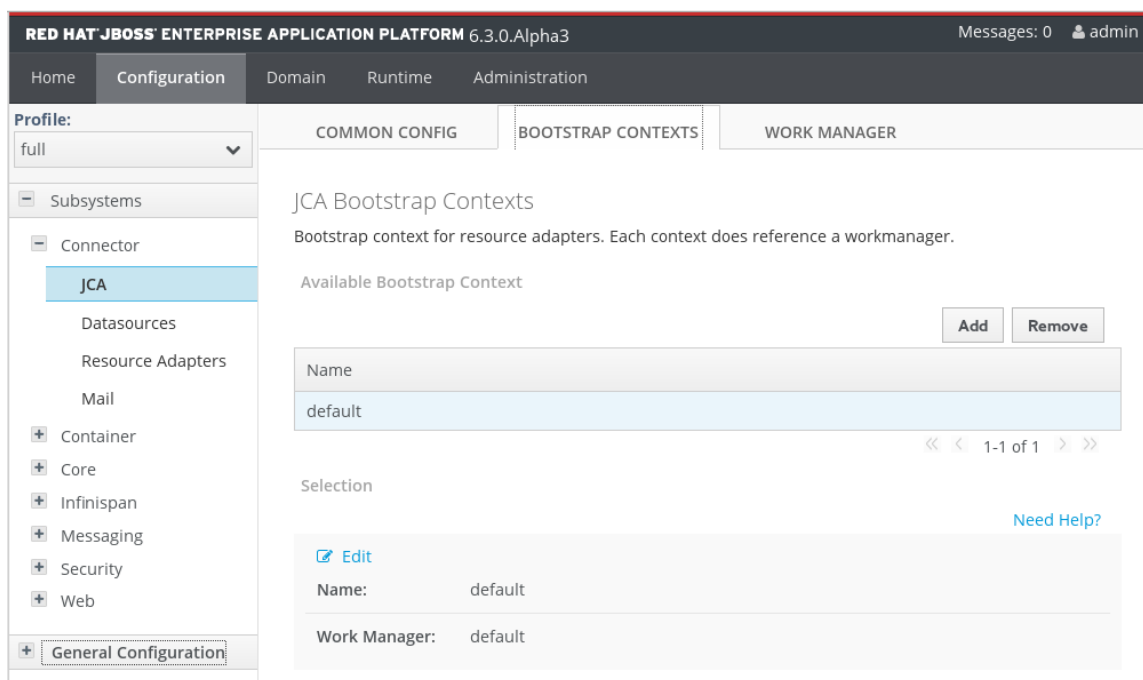 RED HAT JBOSS ENTERPRISE APPLICATION PLATFORM 6.3.0.Alpha3
Messages: 0 admin
Home Configuration Domain Runtime Administration
Profile:
full
Subsystems
Connector
JCA
Datasources
Resource Adapters
Mail
Container
Core
Infinispan
Messaging
Security
Web
General Configuration
COMMON CONFIG BOOTSTRAP CONTEXTS WORK MANAGER
JCA Bootstrap Contexts
Bootstrap context for resource adapters. Each context does reference a workmanager.
Available Bootstrap Context
Add Remove
Name
default
1-1 of 1
Selection
Need Help?
Edit
Name: default
Work Manager: default